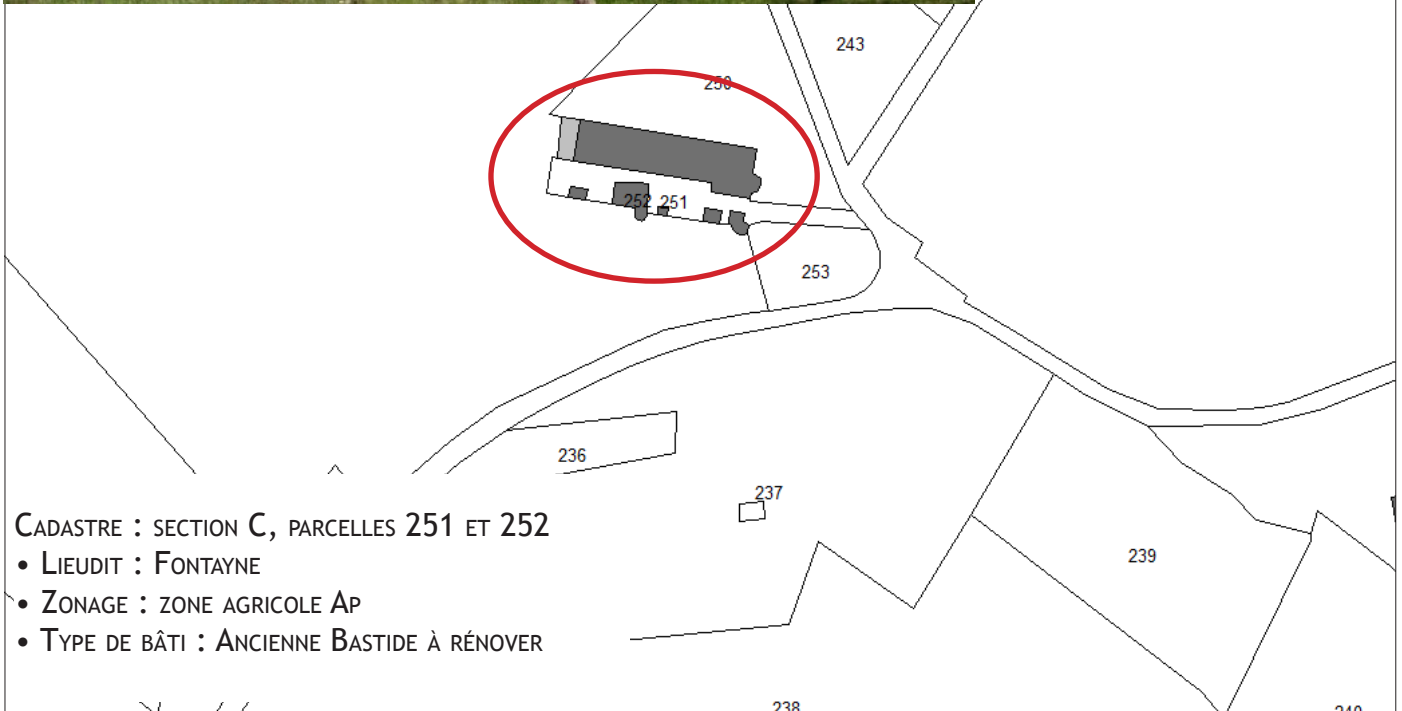 243
250
252 251
253
236
237
239
CADASTRE : SECTION C, PARCELLES 251 ET 252
• LIEUDIT : FONTAYNE
• ZONAGE : ZONE AGRICOLE AP
• TYPE DE BÂTI : ANCIENNE BASTIDE À RÉNOVER
238
240